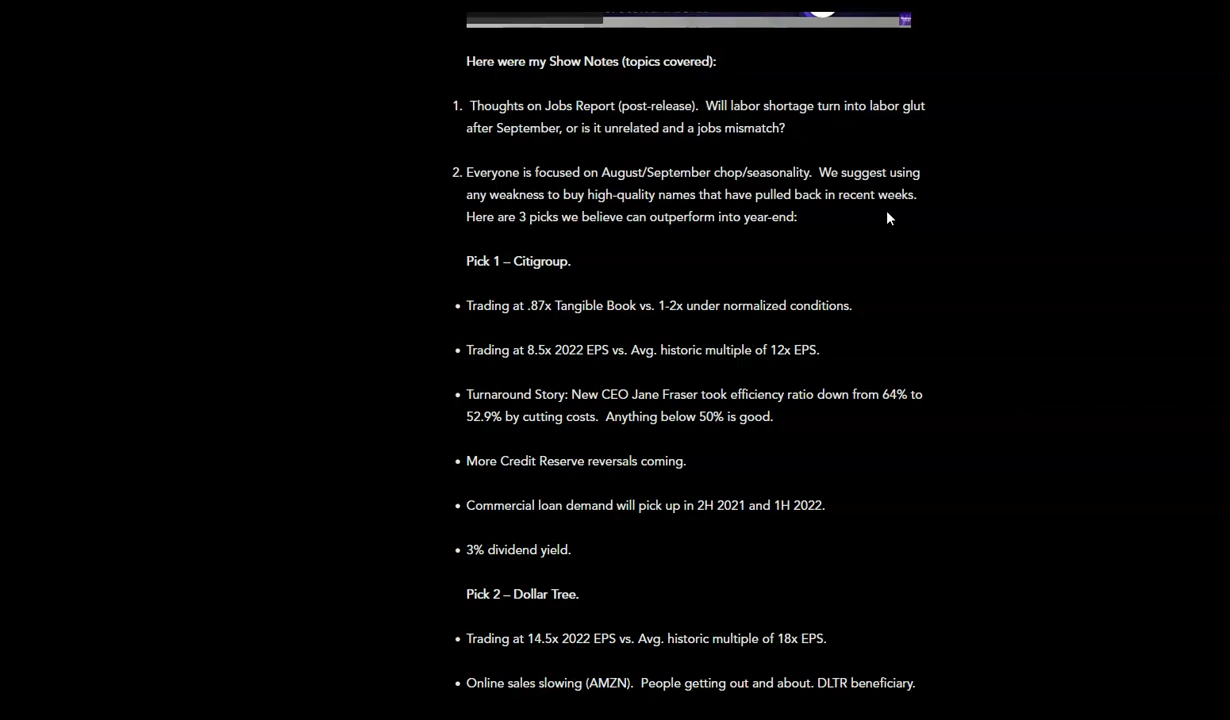 Here were my Show Notes (topics covered):
1. Thoughts on Jobs Report (post-release). Will labor shortage turn into labor glut
after September, or is it unrelated and a jobs mismatch?
2. Everyone is focused on August/September chop/seasonality. We suggest using
any weakness to buy high-quality names that have pulled back in recent weeks.
Here are 3 picks we believe can outperform into year-end:
Pick 1 – Citigroup.
• Trading at .87x Tangible Book vs. 1-2x under normalized conditions.
• Trading at 8.5x 2022 EPS vs. Avg. historic multiple of 12x EPS.
• Turnaround Story: New CEO Jane Fraser took efficiency ratio down from 64% to
52.9% by cutting costs. Anything below 50% is good.
• More Credit Reserve reversals coming.
• Commercial loan demand will pick up in 2H 2021 and 1H 2022.
• 3% dividend yield.
Pick 2 – Dollar Tree.
• Trading at 14.5x 2022 EPS vs. Avg. historic multiple of 18x EPS.
• Online sales slowing (AMZN). People getting out and about. DLTR beneficiary.